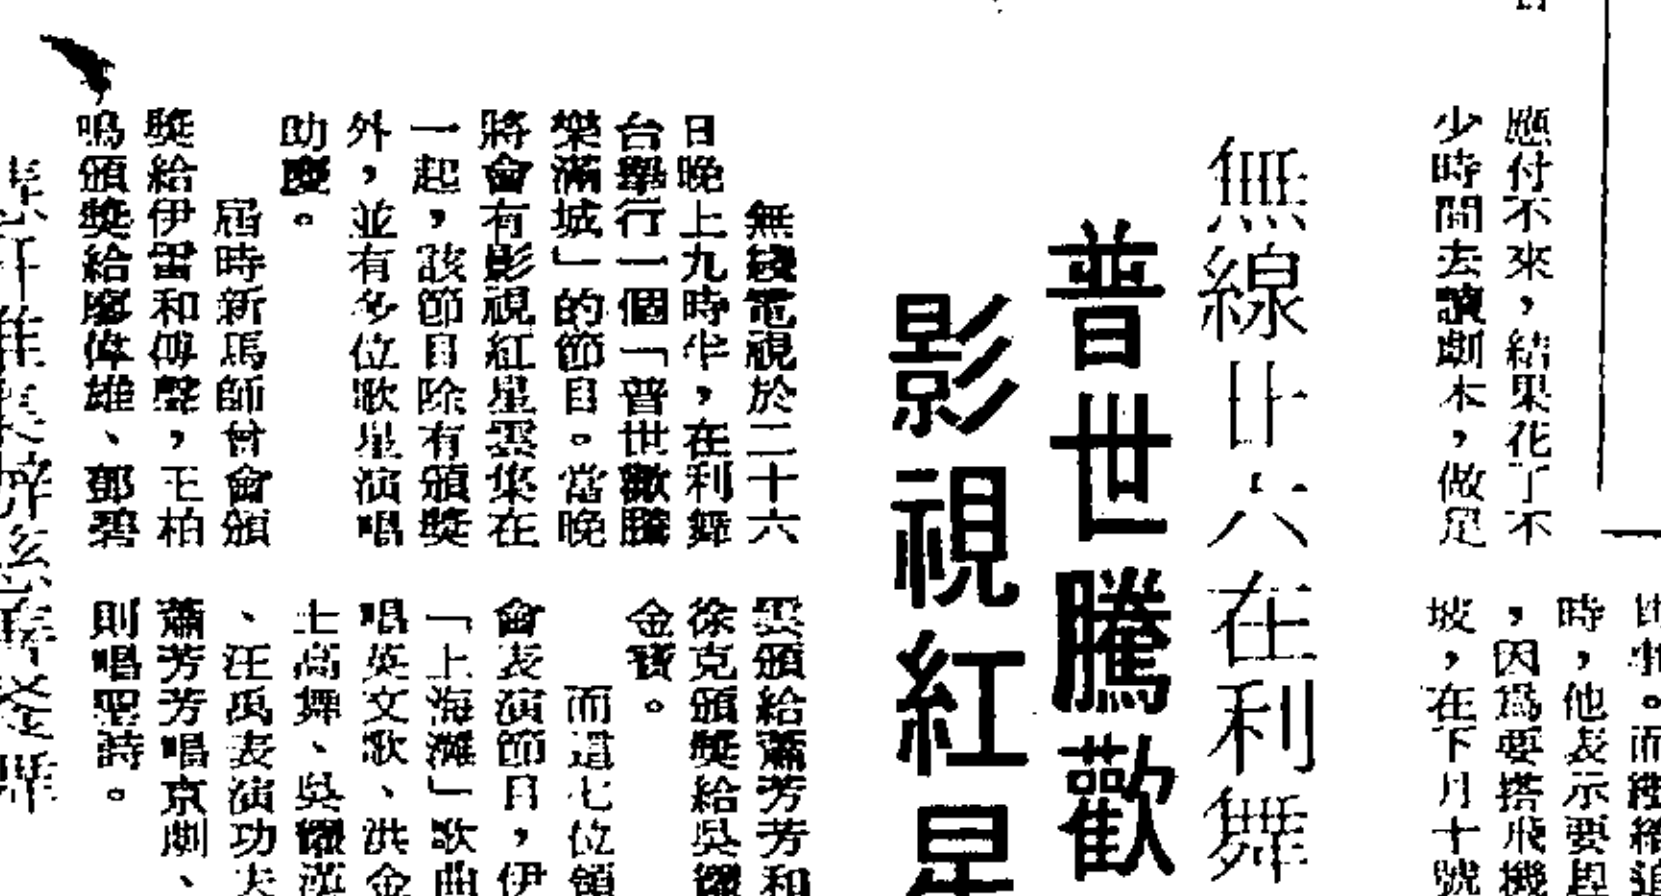 應付不來，結果花了不
少時間去讀劇本，做足
時，他表示要
，因為要搭飛機
坡，在下月十號
無線廿六在利舞
普世騰歡
影視紅星
無綫電視於二十六
日晚上九時半，在利舞
台舉行一個「普世歡騰
樂滿城」的節目。當晚
將會有影視紅星雲集在
一起，該節目除有頒獎
外，並有多位歌星演唱
助慶。
屆時新馬師曾會頒
獎給伊雷和傅聲，王柏
鳴頒獎給廖偉雄、鄧碧
雲頒給蕭芳芳和
徐克頒獎給吳耀
金寶。
而這七位領
會表演節目，伊
「上海灘」歌曲
唱英文歌、洪金
士高舞、吳耀漢
、汪禹表演功夫
蕭芳芳唱京劇、
則唱聖詩。